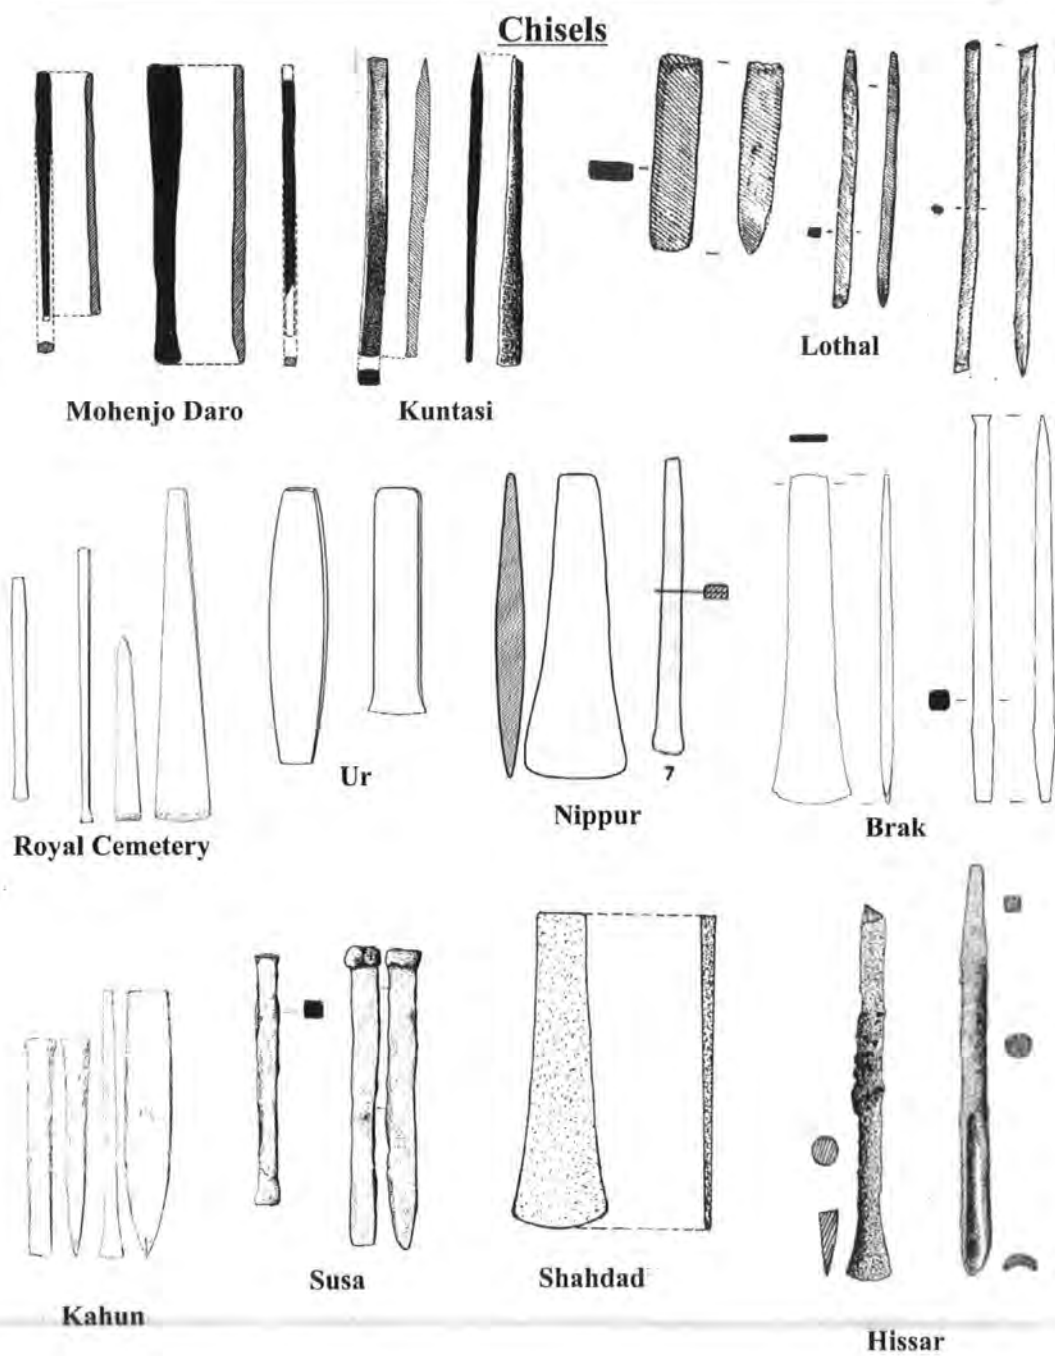 Chisels
Mohenjo Daro
Kuntasi
Lothal
Royal Cemetery
Ur
Nippur
7
Brak
Kahun
Susa
Shahdad
Hissar